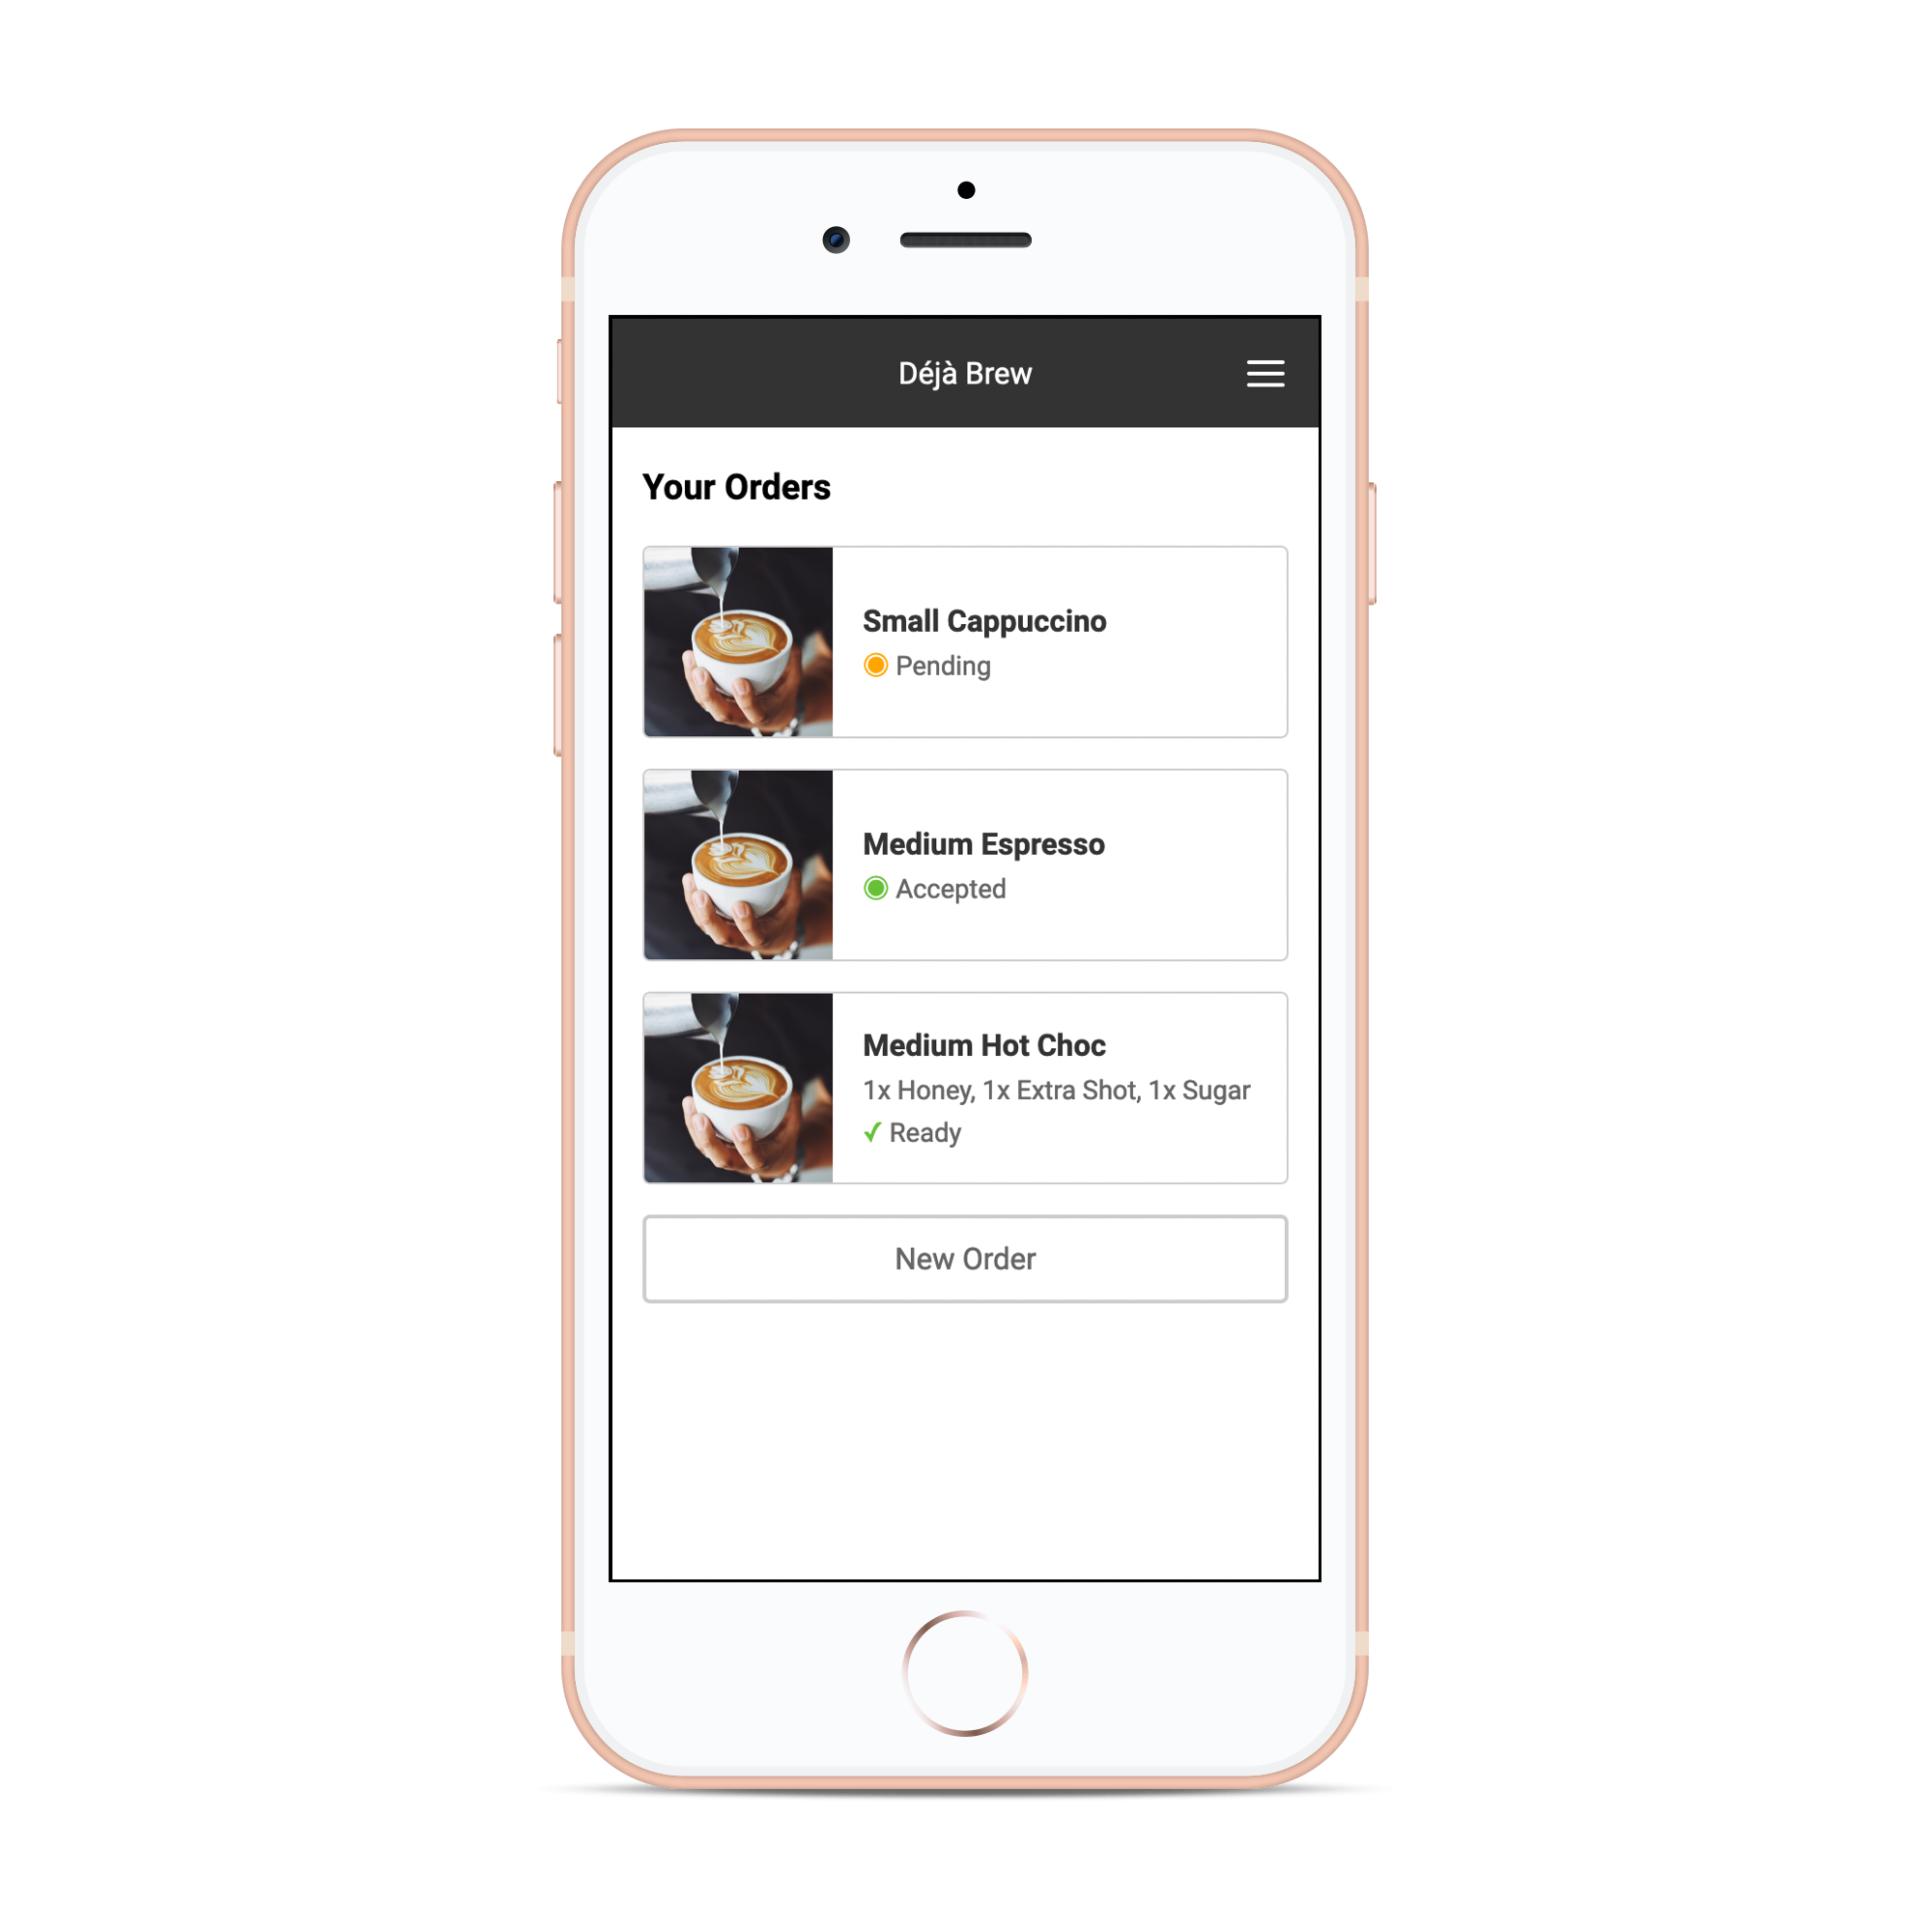 Déjà Brew
Your Orders
Small Cappuccino
Pending
Medium Espresso
Accepted
Medium Hot Choc
1x Honey, 1x Extra Shot, 1x Sugar
Ready
New Order